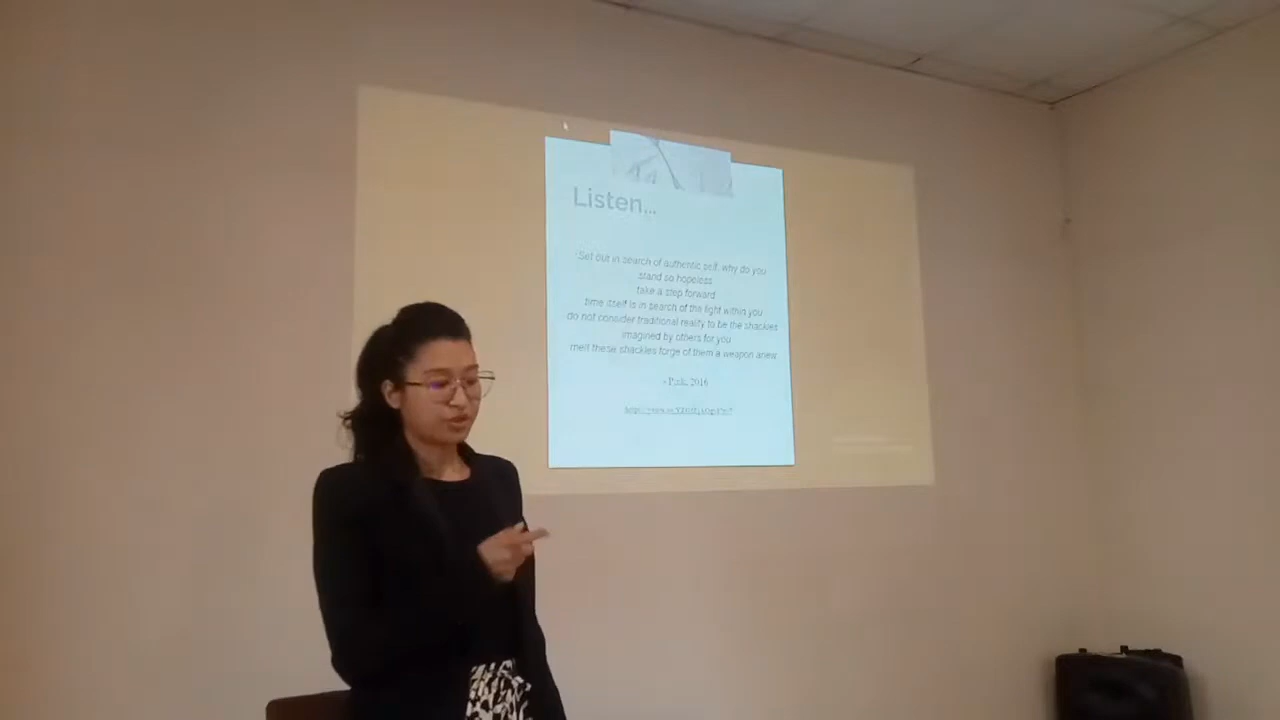 Listen...
"Set out in search of authentic self, why do you
stand so hopeless
take a step forward
time itself is in search of the light within you
do not consider traditional reality to be the shackles
imagined by others for you
melt these shackles forge of them a weapon anew
- Pink, 2016